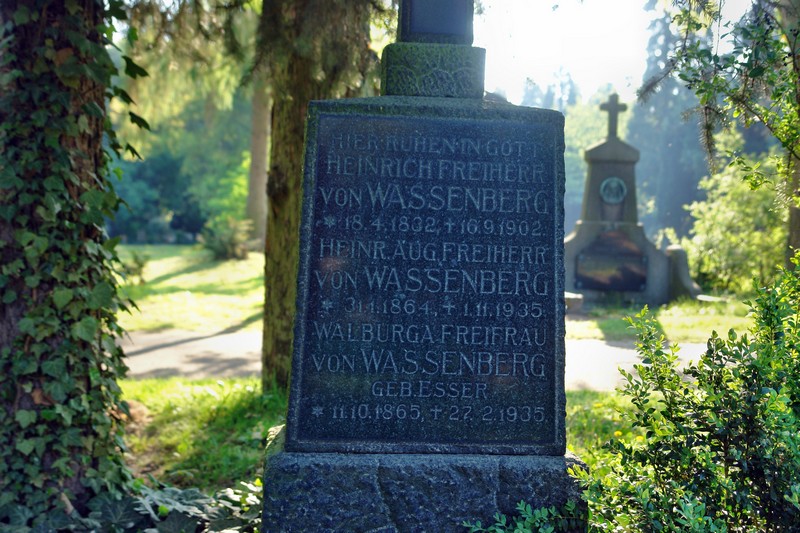 HIER RUHEN IN GOTT
HEINRICH FREIHERR
VON WASSENBERG
* 18.4.1832, + 16.9.1902.
HEINR. AUG. FREIHERR
VON WASSENBERG
* 31.1.1864, + 1.11.1935.
WALBURGA FREIFRAU
VON WASSENBERG
GEB. ESSER
* 11.10.1865, + 27.2.1935.